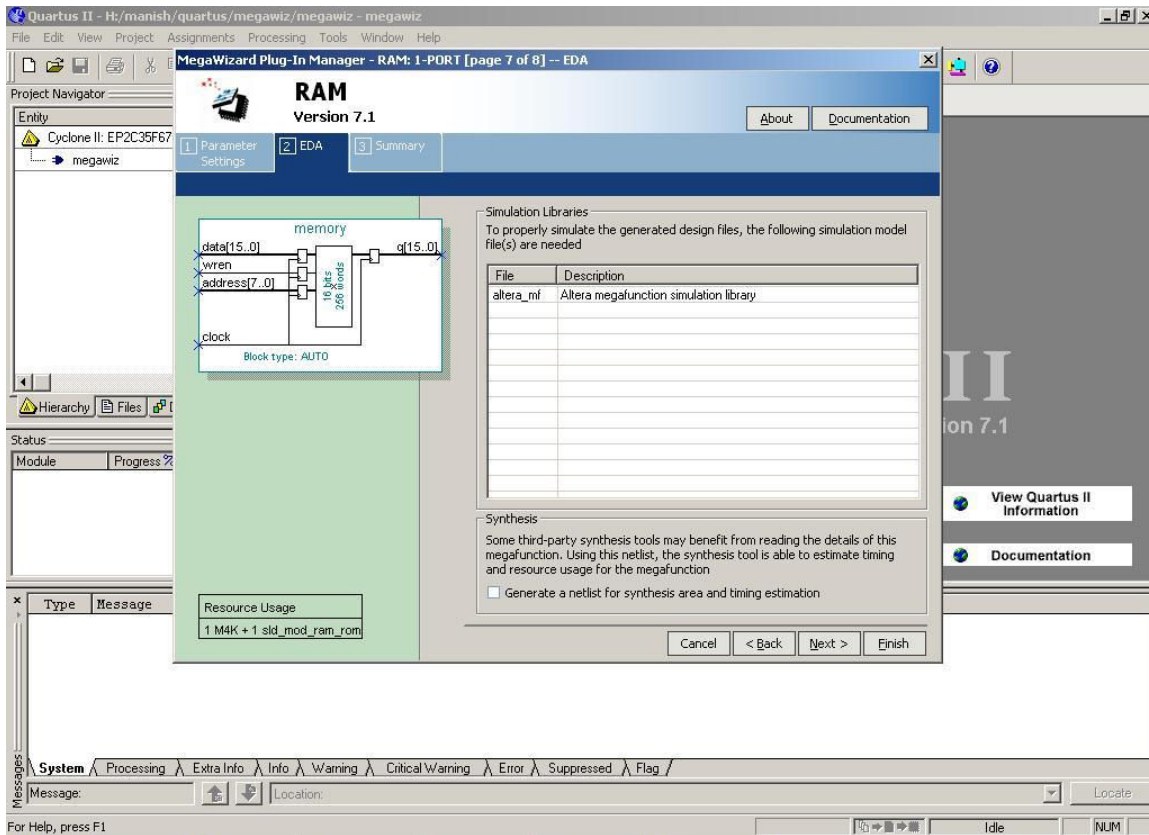 Quartus II - H:/manish/quartus/megawiz/megawiz - megawiz
File Edit View Project Assignments Processing Tools Window Help
MegaWizard Plug-In Manager - RAM: 1-PORT [page 7 of 8] -- EDA
RAM
Version 7.1
About Documentation
1 Parameter Settings 2 EDA 3 Summary
Project Navigator
Entity
Cyclone II: EP2C35F67
megawiz
Hierarchy Files
Status
Module Progress %
memory
data[15..0]
wren
address[7..0]
clock
q[15..0]
16 bits
256 words
Block type: AUTO
Resource Usage
1 M4K + 1 sld_mod_ram_rom
Simulation Libraries
To properly simulate the generated design files, the following simulation model
file(s) are needed
File Description
altera_mf Altera megafunction simulation library
Synthesis
Some third-party synthesis tools may benefit from reading the details of this
megafunction. Using this netlist, the synthesis tool is able to estimate timing
and resource usage for the megafunction
Generate a netlist for synthesis area and timing estimation
Cancel < Back Next > Finish
II
ion 7.1
View Quartus II
Information
Documentation
Type Message
System Processing Extra Info Info Warning Critical Warning Error Suppressed Flag
Messages
Message: Location: Locate
For Help, press F1 Idle NUM